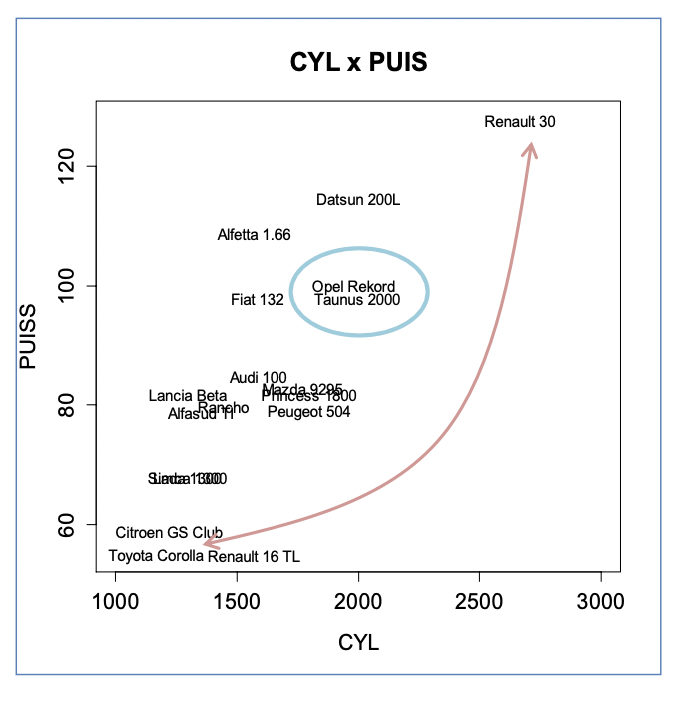 CYL x PUIS
Renault 30
120
Datsun 200L
Alfetta 1.66
Opel Rekord
100
Fiat 132
Taunus 2000
PUISS
Audi 100
Mazda 9295
Lancia Beta
Princess 1800
80
Rancho
Alfasud TI
Peugeot 504
1300
60
Citroen GS Club
Toyota Corolla
Renault 16 TL
1000
1500
2000
2500
3000
CYL